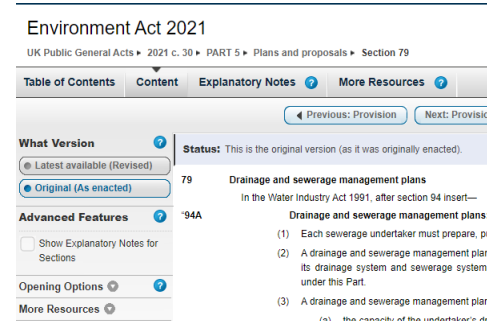 Environment Act 2021
UK Public General Acts ▸ 2021 c. 30 ▸ PART 5 ▸ Plans and proposals ▸ Section 79
Table of Contents Content Explanatory Notes ? More Resources ?
Previous: Provision Next: Provisio
What Version ?
Latest available (Revised)
Original (As enacted)
Advanced Features ?
Show Explanatory Notes for
Sections
Opening Options ?
More Resources
Status: This is the original version (as it was originally enacted).
79 Drainage and sewerage management plans
In the Water Industry Act 1991, after section 94 insert—
“94A Drainage and sewerage management plans
(1) Each sewerage undertaker must prepare, p
(2) A drainage and sewerage management plan
its drainage system and sewerage system
under this Part.
(3) A drainage and sewerage management plan
(a) the capacity of the undertaker's dr